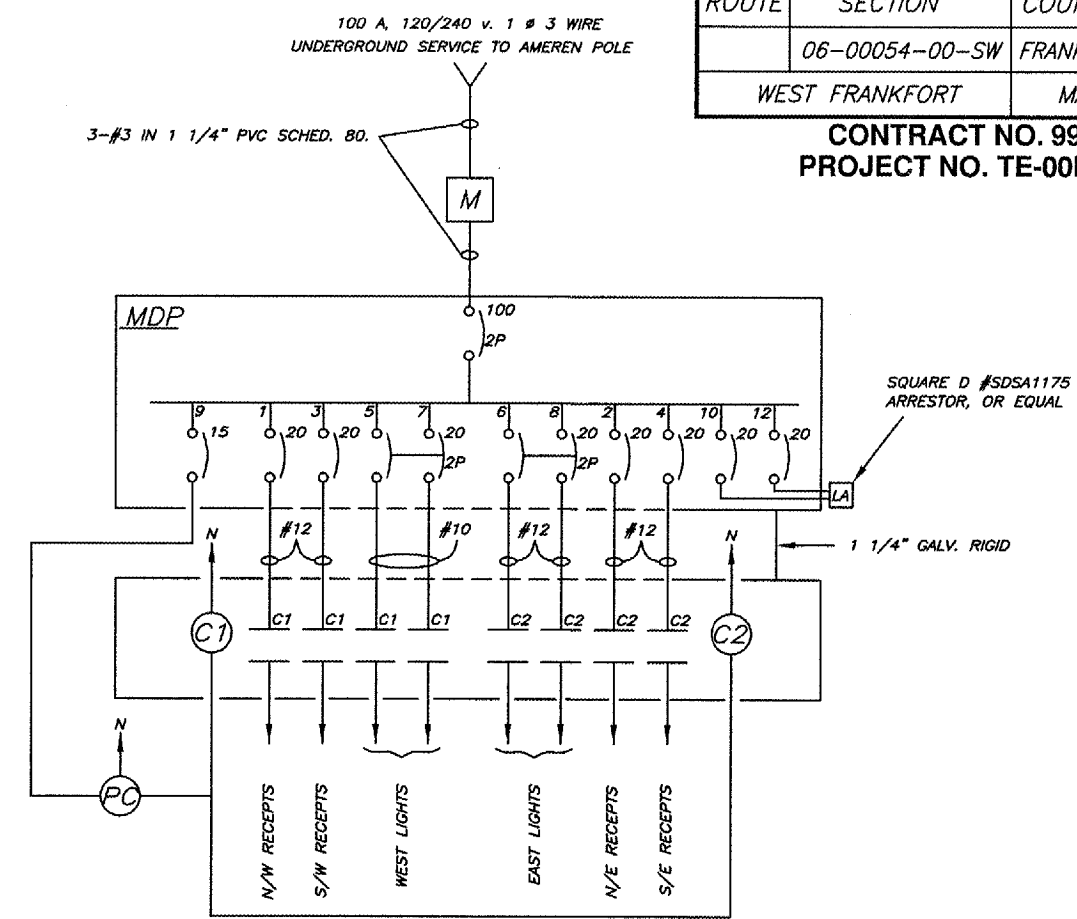 ROUTE SECTION
06-00054-00-SW
WEST FRANKFORT
CONTRACT NO. 99
PROJECT NO. TE-00
100 A, 120/240 v. 1 ø 3 WIRE
UNDERGROUND SERVICE TO AMEREN POLE
3-#3 IN 1 1/4" PVC SCHED. 80.
M
MDP
100
2P
SQUARE D #SDSA1175
ARRESTOR, OR EQUAL
9 1 3 5 7 6 8 2 4 10 12
15 20 20 20 20 20 20 20 20
2P 2P
LA
N #12 #10 #12 #12 N
1 1/4" GALV. RIGID
C1 C1 C1 C1 C1 C2 C2 C2 C2 C2
N
PC
N/W RECEPTS
S/W RECEPTS
WEST LIGHTS
EAST LIGHTS
N/E RECEPTS
S/E RECEPTS